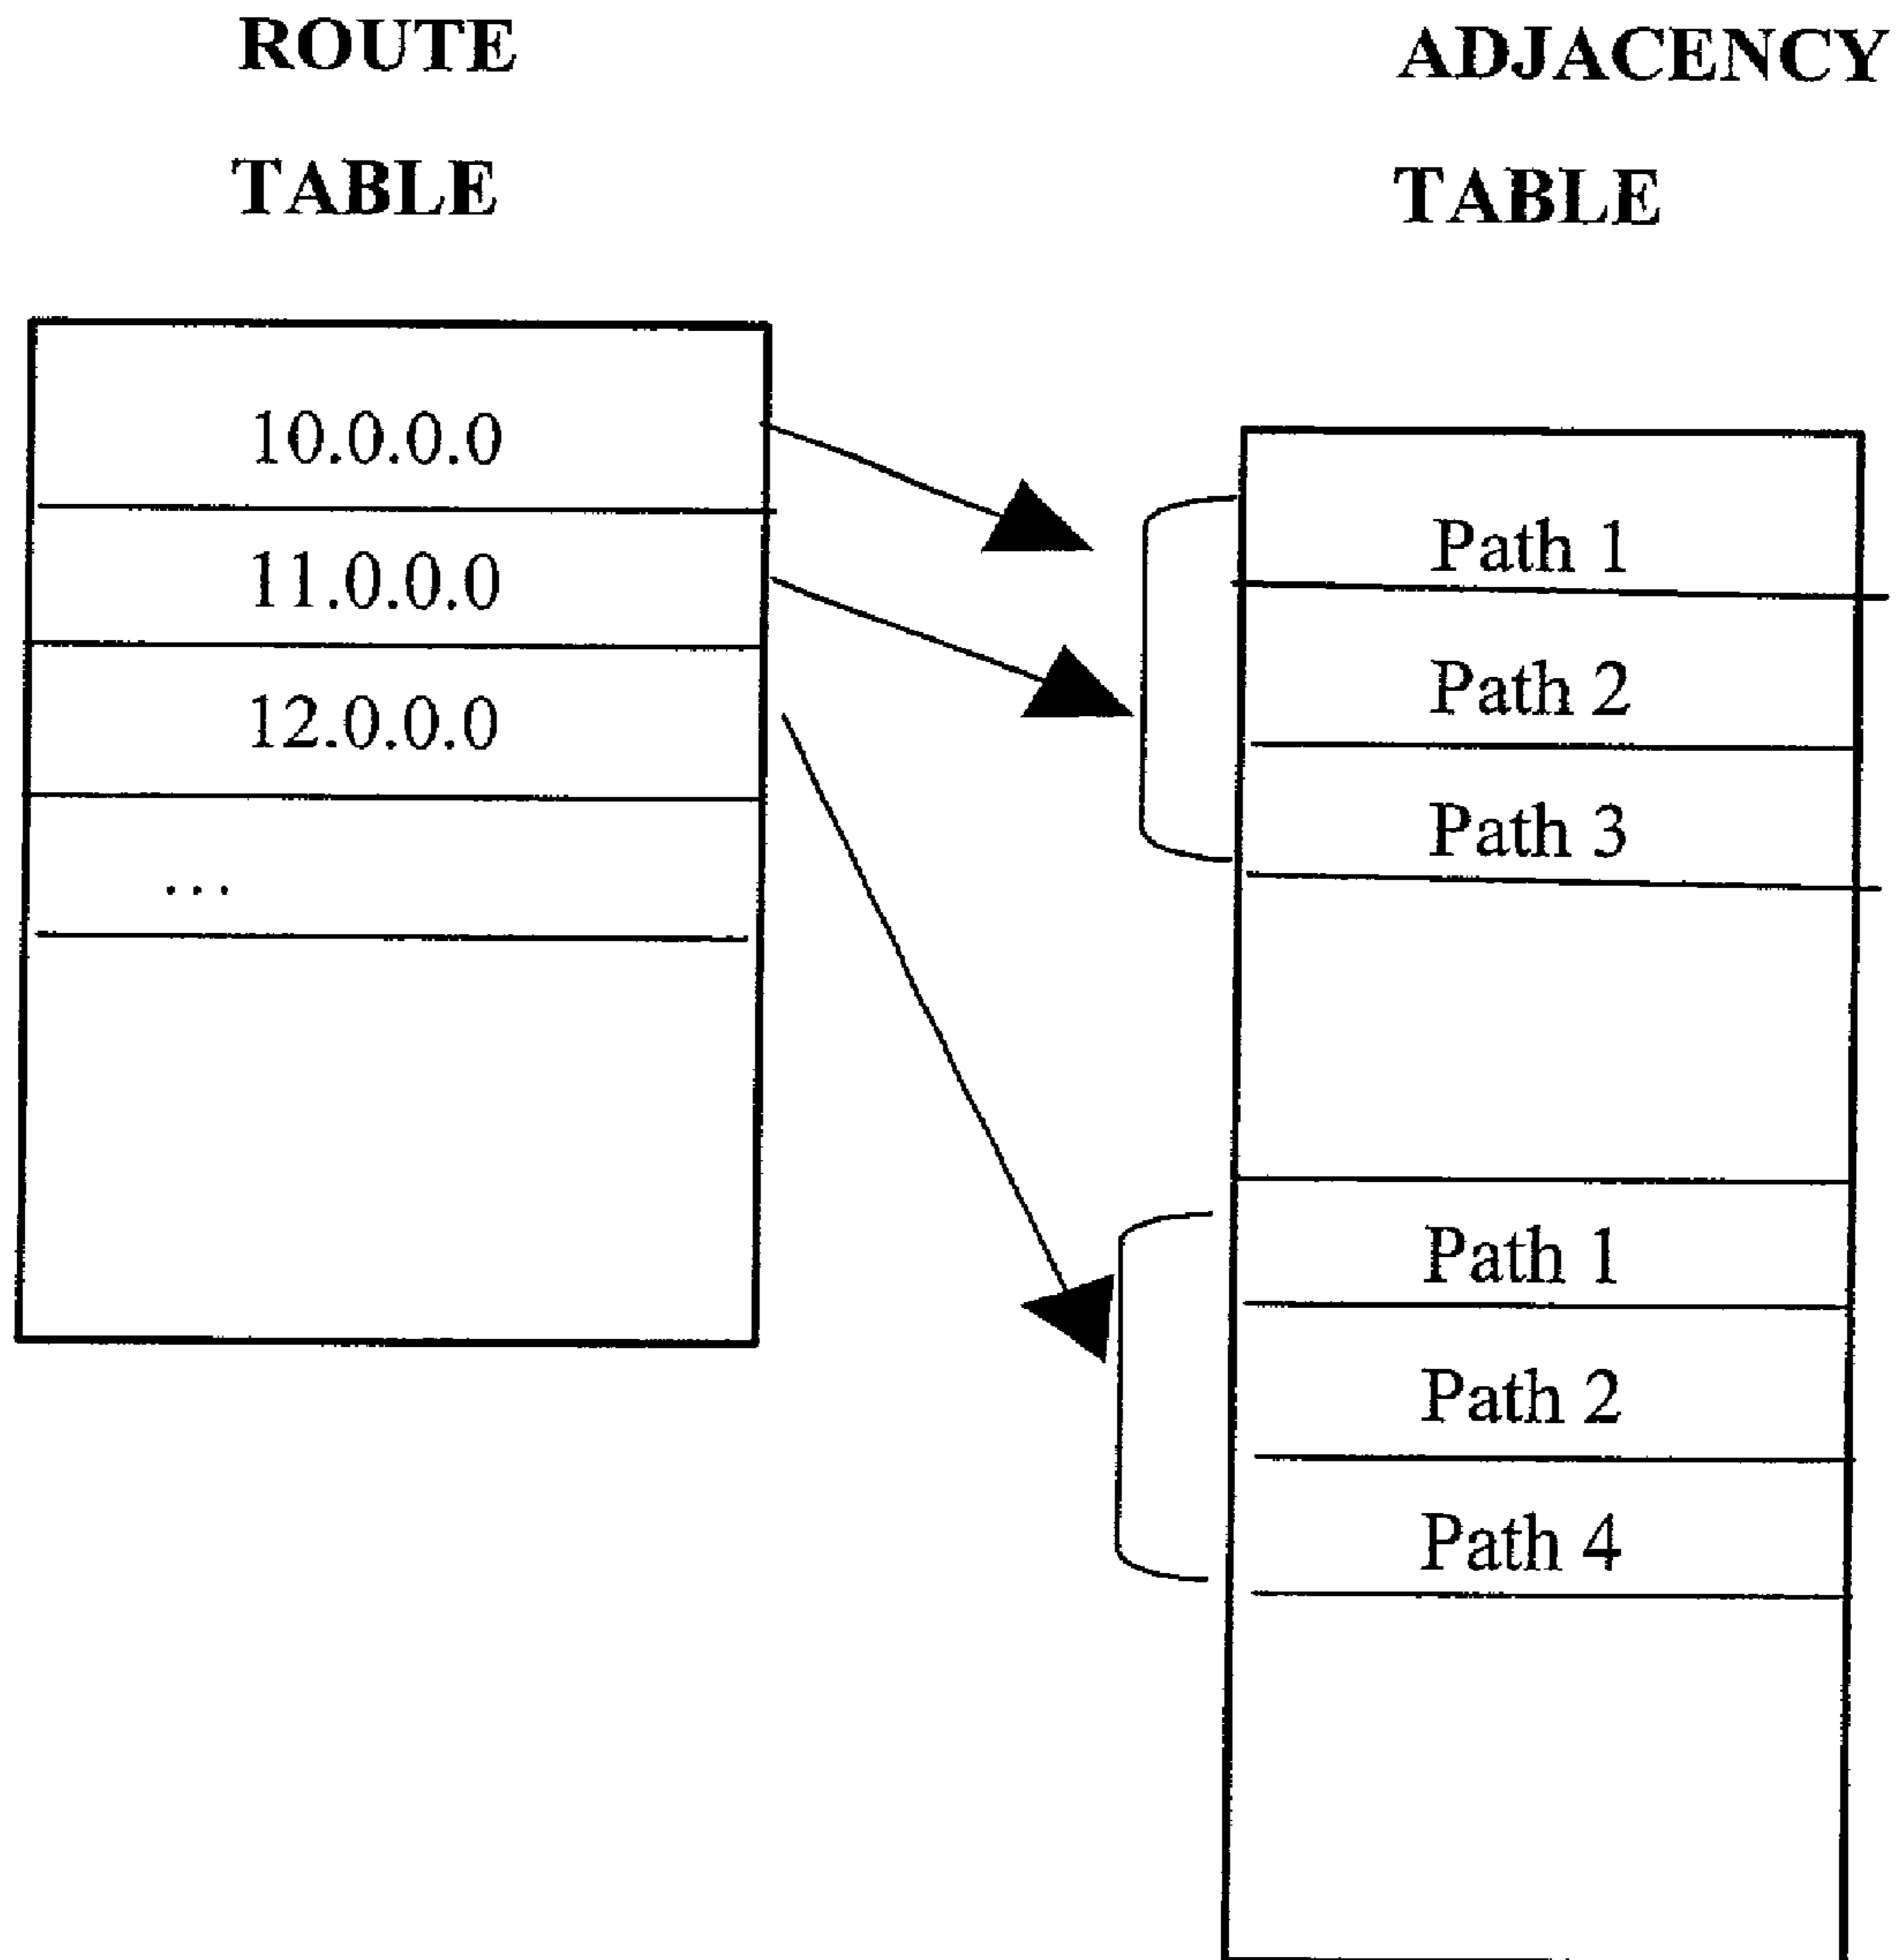 ROUTE
TABLE
10.0.0.0
11.0.0.0
12.0.0.0
...
ADJACENCY
TABLE
Path 1
Path 2
Path 3
Path 1
Path 2
Path 4